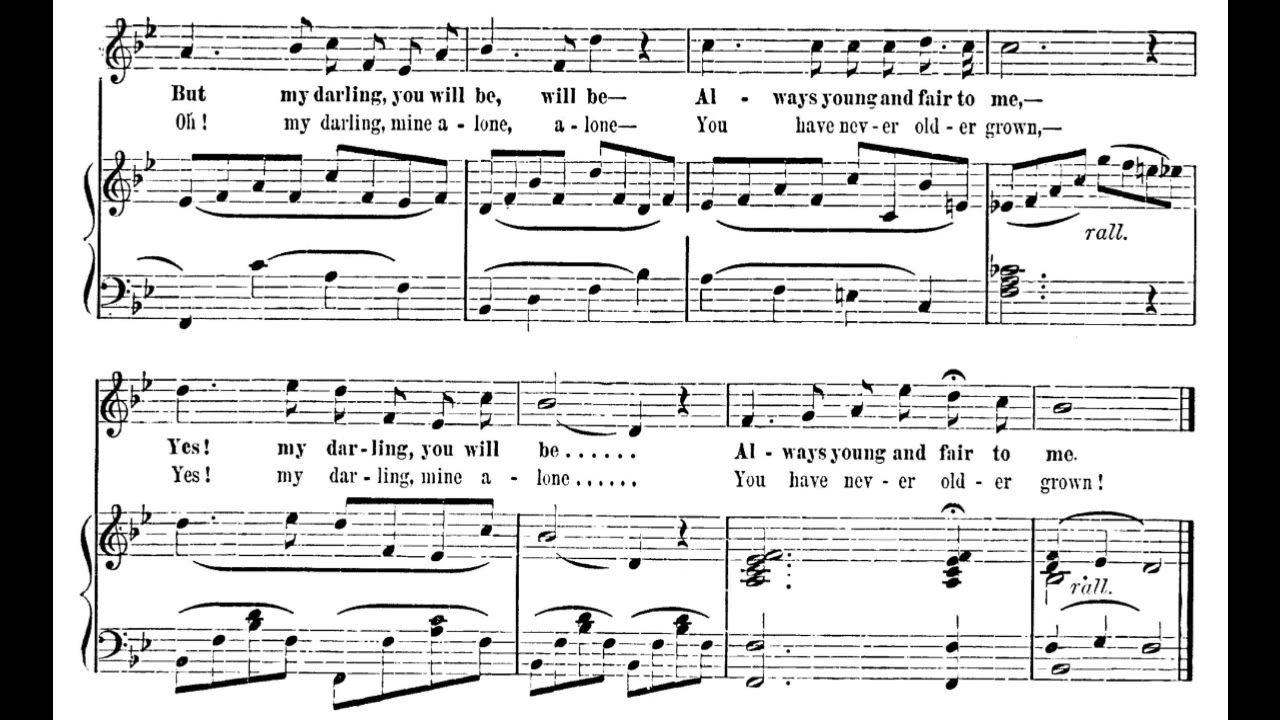 But my darling, you will be, will be— Al - ways young and fair to me,—
Oh! my darling, mine a - lone, a - lone— You have nev - er old - er grown,—
rall.
Yes! my dar - ling, you will be...... Al - ways young and fair to me.
Yes! my dar - ling, mine a - lone...... You have nev - er old - er grown!
rall.